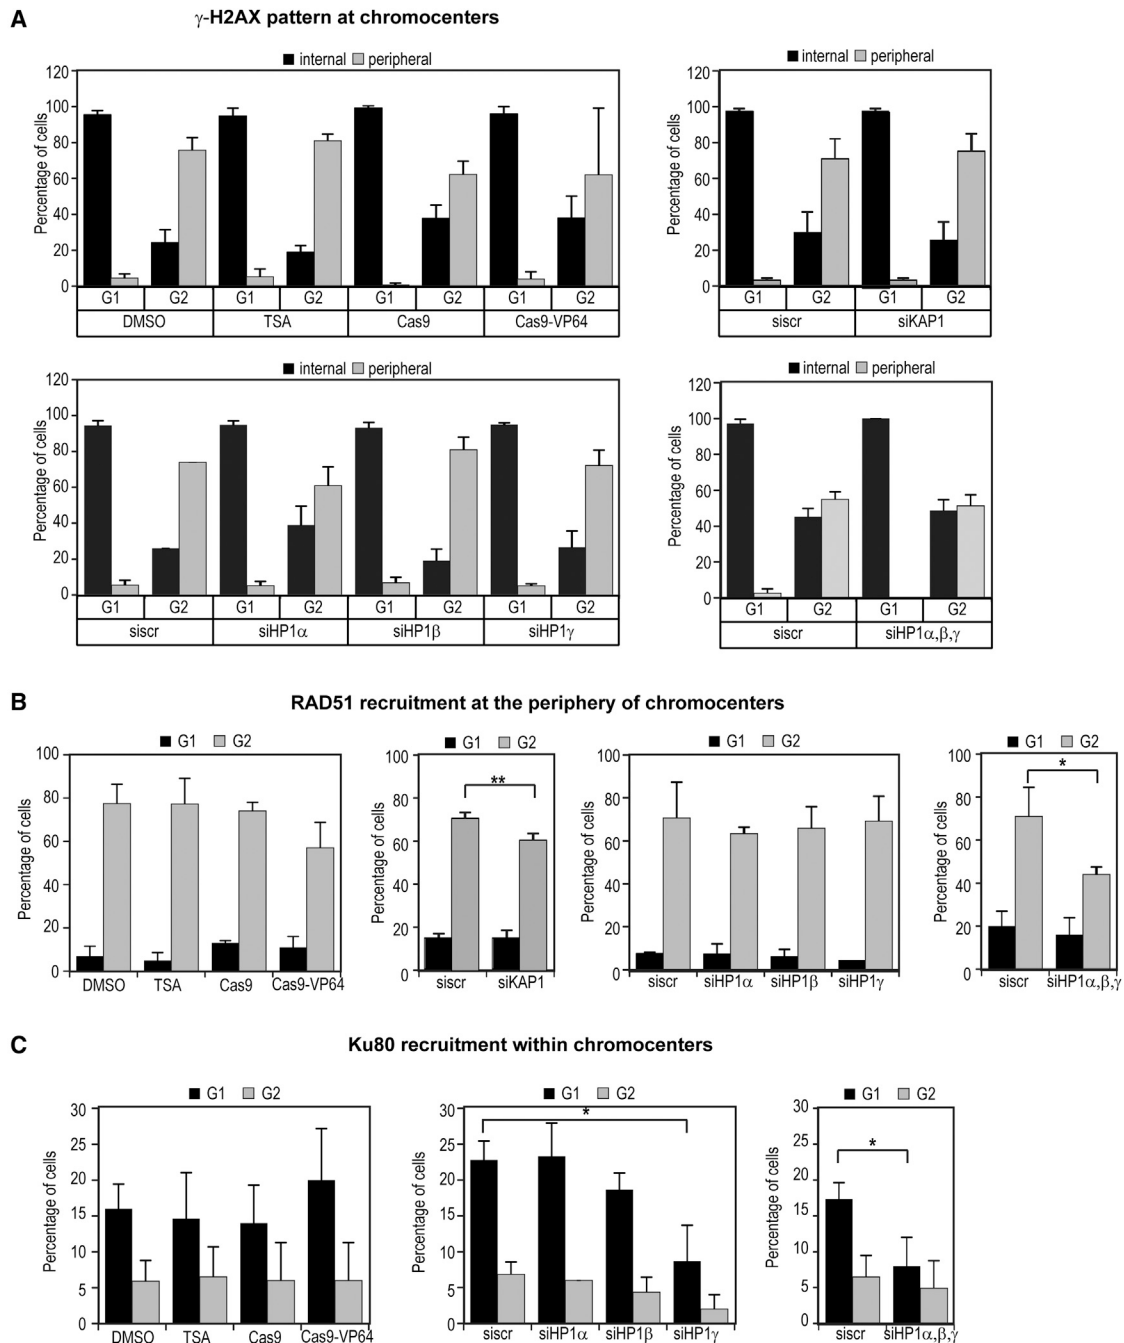 A
γ-H2AX pattern at chromocenters
internal peripheral
Percentage of cells
120
100
80
60
40
20
0
G1 G2 G1 G2 G1 G2 G1 G2
DMSO TSA Cas9 Cas9-VP64
internal peripheral
Percentage of cells
120
100
80
60
40
20
0
G1 G2 G1 G2
siscr siKAP1
internal peripheral
Percentage of cells
120
100
80
60
40
20
0
G1 G2 G1 G2 G1 G2 G1 G2
siscr siHP1α siHP1β siHP1γ
internal peripheral
Percentage of cells
120
100
80
60
40
20
0
G1 G2 G1 G2
siscr siHP1α,β,γ
B
RAD51 recruitment at the periphery of chromocenters
G1 G2
Percentage of cells
100
80
60
40
20
0
DMSO TSA Cas9 Cas9-VP64
G1 G2
Percentage of cells
100
80
60
40
20
0
**
siscr siKAP1
G1 G2
Percentage of cells
100
80
60
40
20
0
siscr siHP1α siHP1β siHP1γ
G1 G2
Percentage of cells
100
80
60
40
20
0
*
siscr siHP1α,β,γ
C
Ku80 recruitment within chromocenters
G1 G2
Percentage of cells
30
25
20
15
10
5
0
DMSO TSA Cas9 Cas9-VP64
G1 G2
Percentage of cells
30
25
20
15
10
5
0
*
siscr siHP1α siHP1β siHP1γ
G1 G2
Percentage of cells
30
25
20
15
10
5
0
*
siscr siHP1α,β,γ